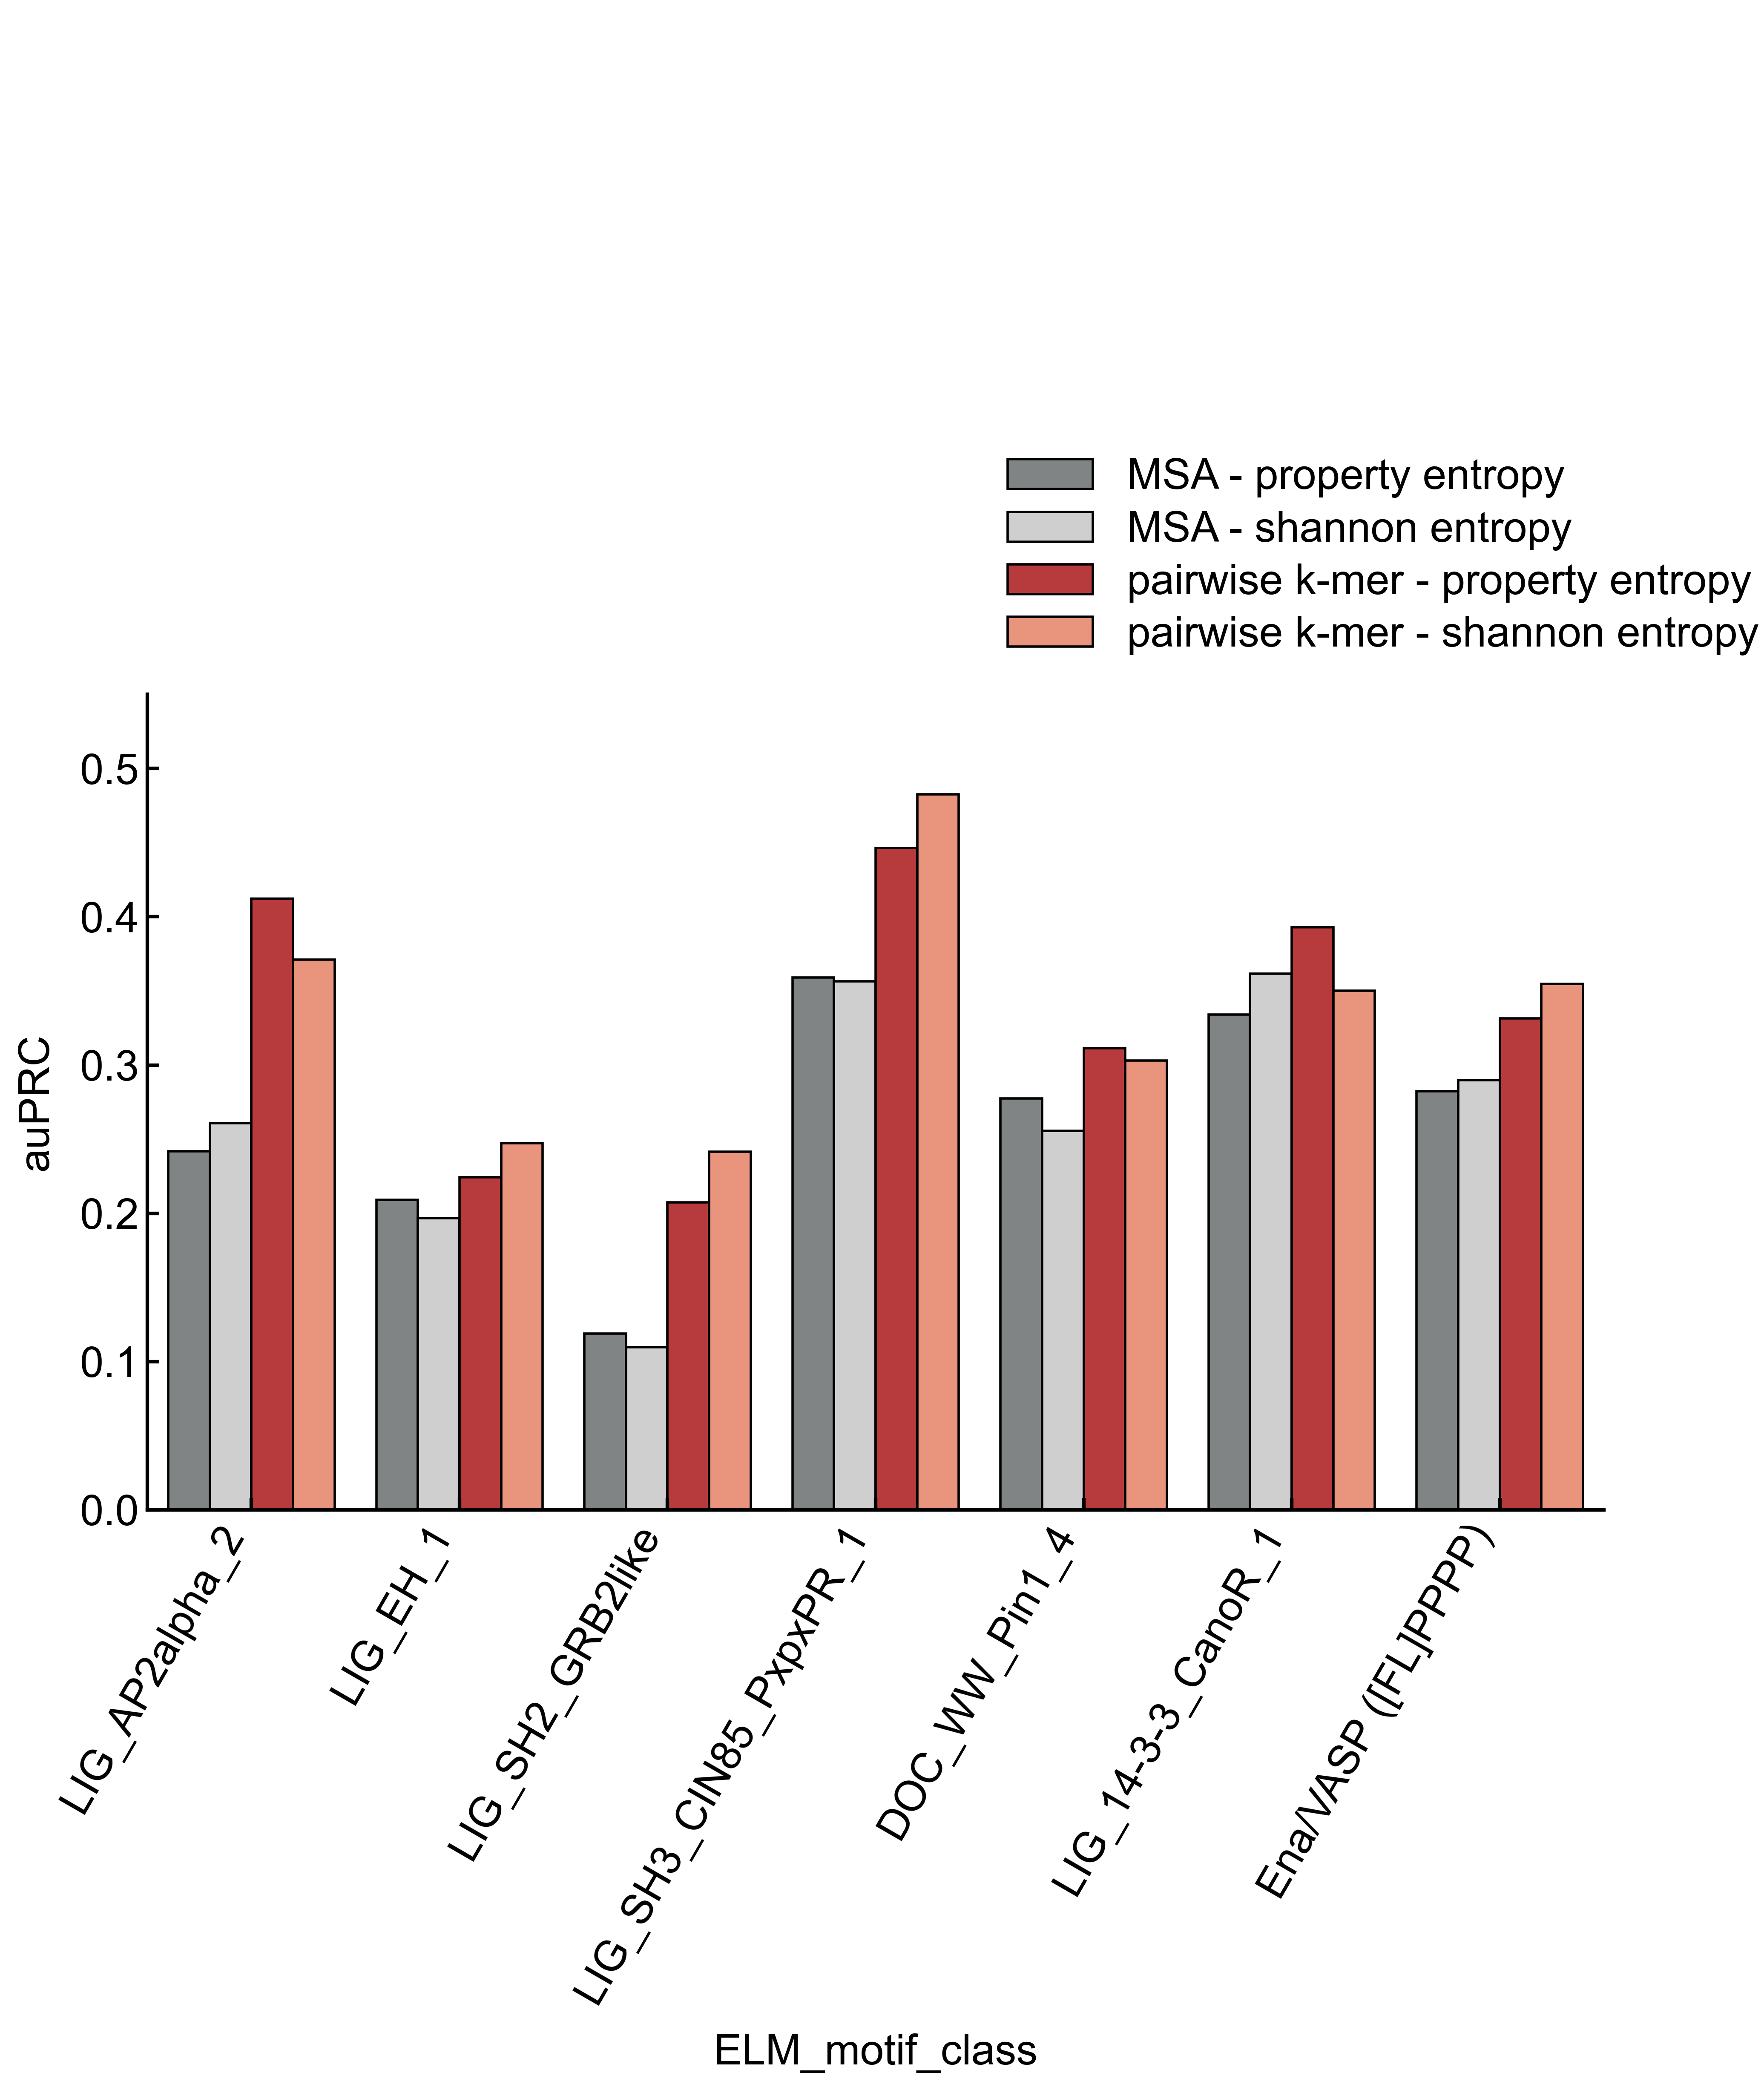 MSA - property entropy
MSA - shannon entropy
pairwise k-mer - property entropy
pairwise k-mer - shannon entropy
auPRC
0.5
0.4
0.3
0.2
0.1
0.0
LIG_AP2alpha_2
LIG_EH_1
LIG_SH2_GRB2like
LIG_SH3_CIN85_PxpxPR_1
DOC_WW_Pin1_4
LIG_14-3-3_CanoR_1
Ena/VASP ([FL]PPPP)
ELM_motif_class